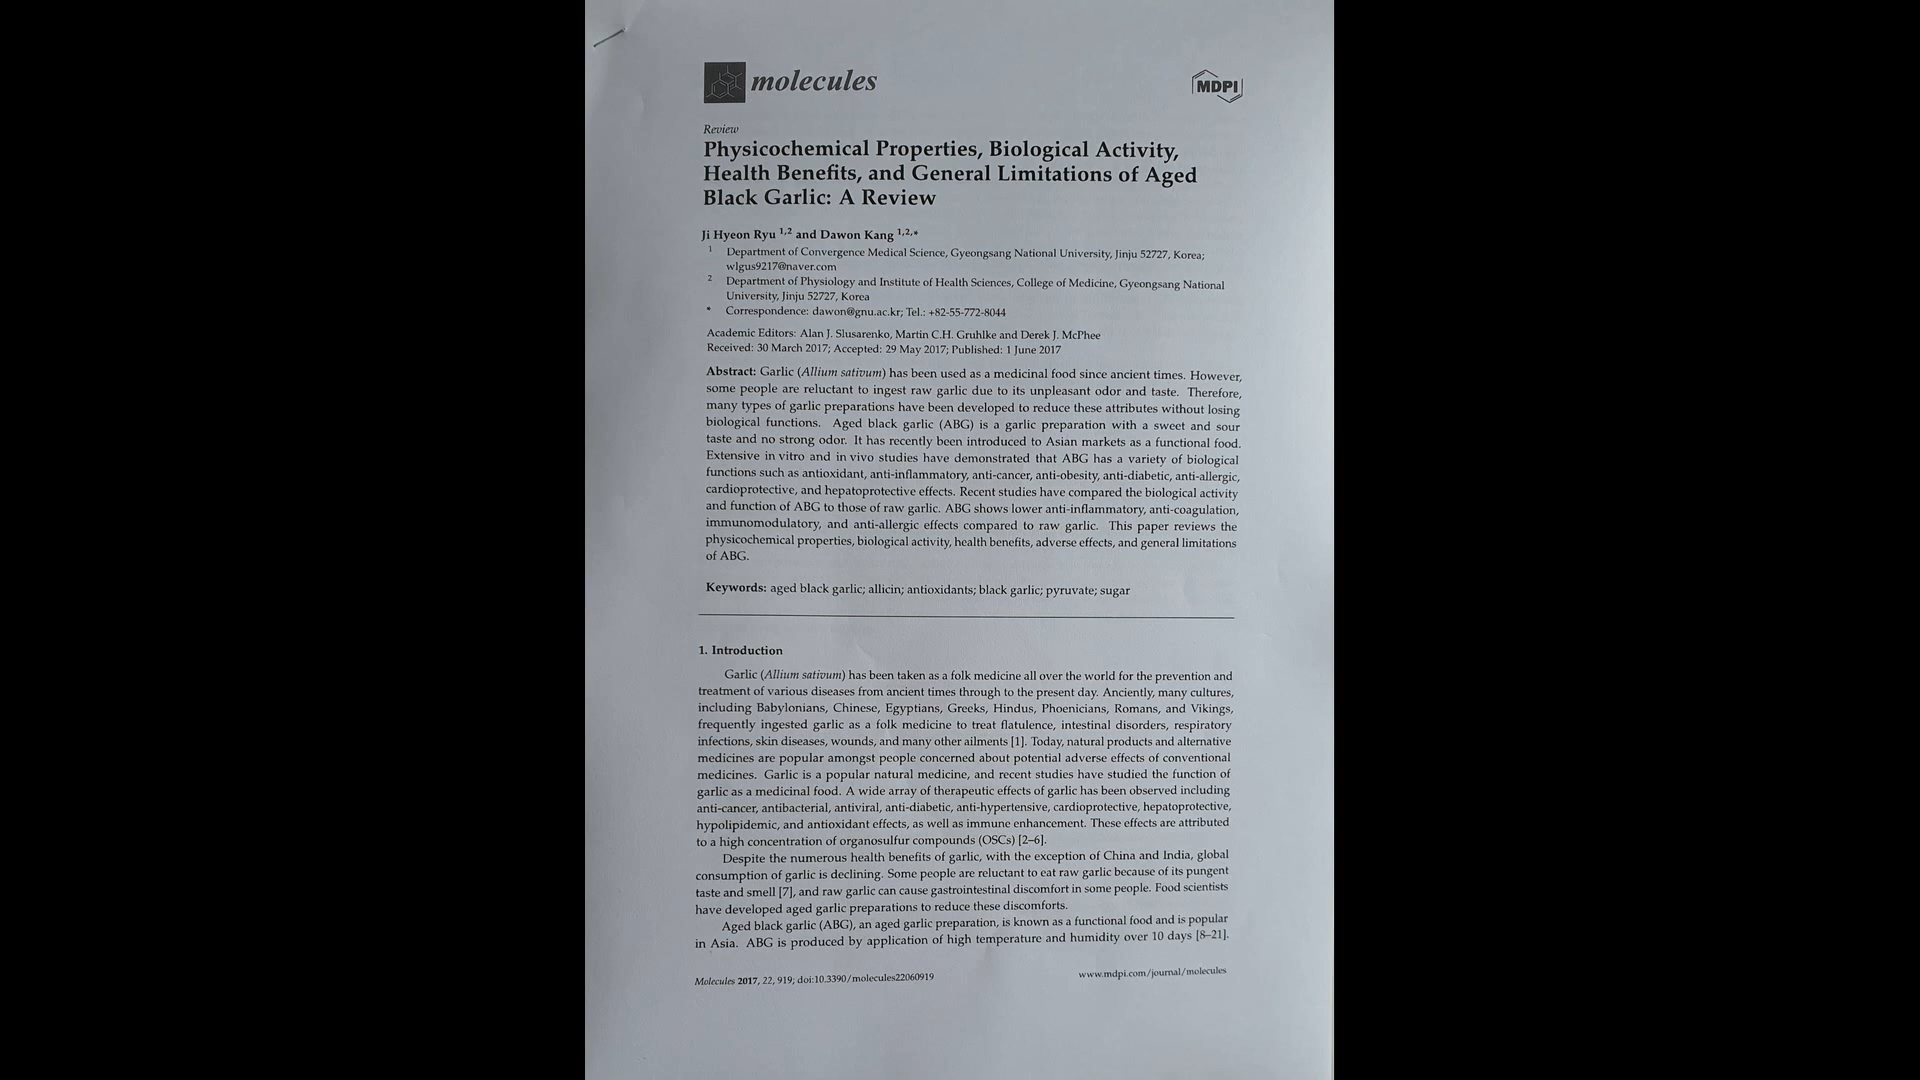 molecules
MDPI
Review
Physicochemical Properties, Biological Activity,
Health Benefits, and General Limitations of Aged
Black Garlic: A Review
Ji Hyeon Ryu 1,2 and Dawon Kang 1,2,*
1 Department of Convergence Medical Science, Gyeongsang National University, Jinju 52727, Korea;
wlgus9217@naver.com
2 Department of Physiology and Institute of Health Sciences, College of Medicine, Gyeongsang National
University, Jinju 52727, Korea
* Correspondence: dawon@gnu.ac.kr; Tel.: +82-55-772-8044
Academic Editors: Alan J. Slusarenko, Martin C.H. Gruhlke and Derek J. McPhee
Received: 30 March 2017; Accepted: 29 May 2017; Published: 1 June 2017
Abstract: Garlic (Allium sativum) has been used as a medicinal food since ancient times. However,
some people are reluctant to ingest raw garlic due to its unpleasant odor and taste. Therefore,
many types of garlic preparations have been developed to reduce these attributes without losing
biological functions. Aged black garlic (ABG) is a garlic preparation with a sweet and sour
taste and no strong odor. It has recently been introduced to Asian markets as a functional food.
Extensive in vitro and in vivo studies have demonstrated that ABG has a variety of biological
functions such as antioxidant, anti-inflammatory, anti-cancer, anti-obesity, anti-diabetic, anti-allergic,
cardioprotective, and hepatoprotective effects. Recent studies have compared the biological activity
and function of ABG to those of raw garlic. ABG shows lower anti-inflammatory, anti-coagulation,
immunomodulatory, and anti-allergic effects compared to raw garlic. This paper reviews the
physicochemical properties, biological activity, health benefits, adverse effects, and general limitations
of ABG.
Keywords: aged black garlic; allicin; antioxidants; black garlic; pyruvate; sugar
1. Introduction
Garlic (Allium sativum) has been taken as a folk medicine all over the world for the prevention and
treatment of various diseases from ancient times through to the present day. Anciently, many cultures,
including Babylonians, Chinese, Egyptians, Greeks, Hindus, Phoenicians, Romans, and Vikings,
frequently ingested garlic as a folk medicine to treat flatulence, intestinal disorders, respiratory
infections, skin diseases, wounds, and many other ailments [1]. Today, natural products and alternative
medicines are popular amongst people concerned about potential adverse effects of conventional
medicines. Garlic is a popular natural medicine, and recent studies have studied the function of
garlic as a medicinal food. A wide array of therapeutic effects of garlic has been observed including
anti-cancer, antibacterial, antiviral, anti-diabetic, anti-hypertensive, cardioprotective, hepatoprotective,
hypolipidemic, and antioxidant effects, as well as immune enhancement. These effects are attributed
to a high concentration of organosulfur compounds (OSCs) [2–6].
Despite the numerous health benefits of garlic, with the exception of China and India, global
consumption of garlic is declining. Some people are reluctant to eat raw garlic because of its pungent
taste and smell [7], and raw garlic can cause gastrointestinal discomfort in some people. Food scientists
have developed aged garlic preparations to reduce these discomforts.
Aged black garlic (ABG), an aged garlic preparation, is known as a functional food and is popular
in Asia. ABG is produced by application of high temperature and humidity over 10 days [8–21].
Molecules 2017, 22, 919; doi:10.3390/molecules22060919
www.mdpi.com/journal/molecules